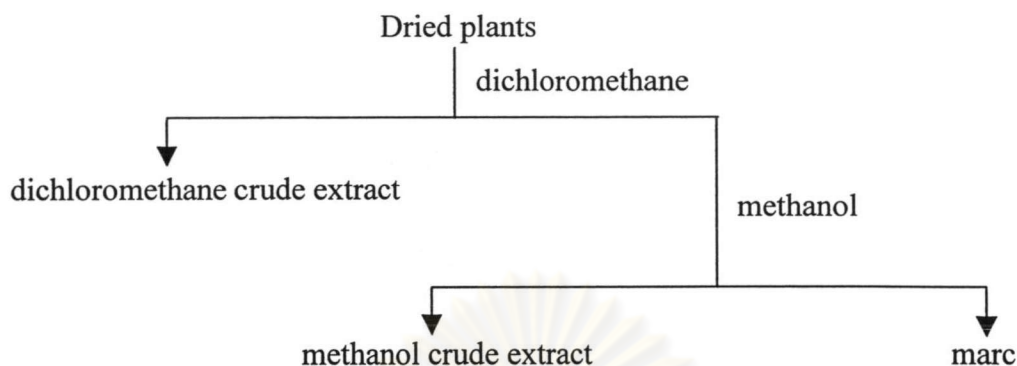 Dried plants
dichloromethane
dichloromethane crude extract
methanol
methanol crude extract
marc